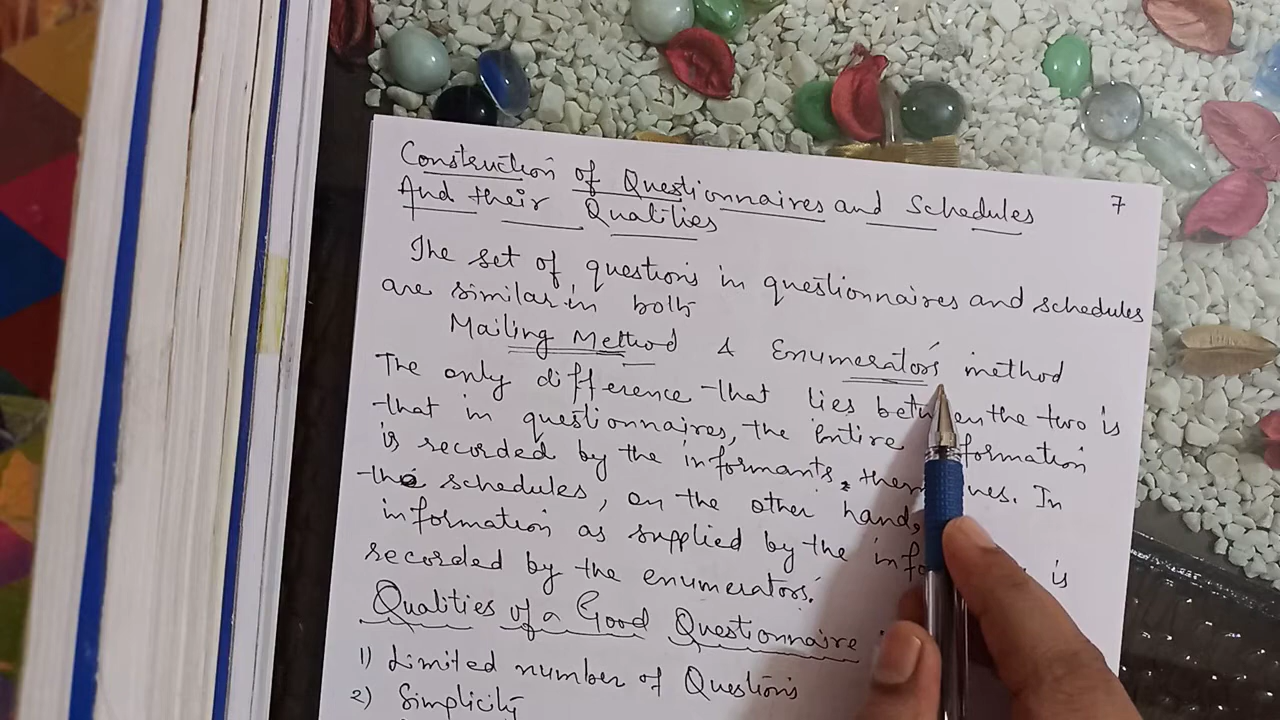 Construction of Questionnaires and Schedules 7
And their Qualities
The set of questions in questionnaires and schedules
are similar in both
Mailing Method & Enumerator's method
The only difference that lies between the two is
that in questionnaires, the entire information
is recorded by the informants themselves. In
the schedules, on the other hand,
information as supplied by the is
recorded by the enumerators.
Qualities of a Good Questionnaire
1) Limited number of Questions
2) Simplicity